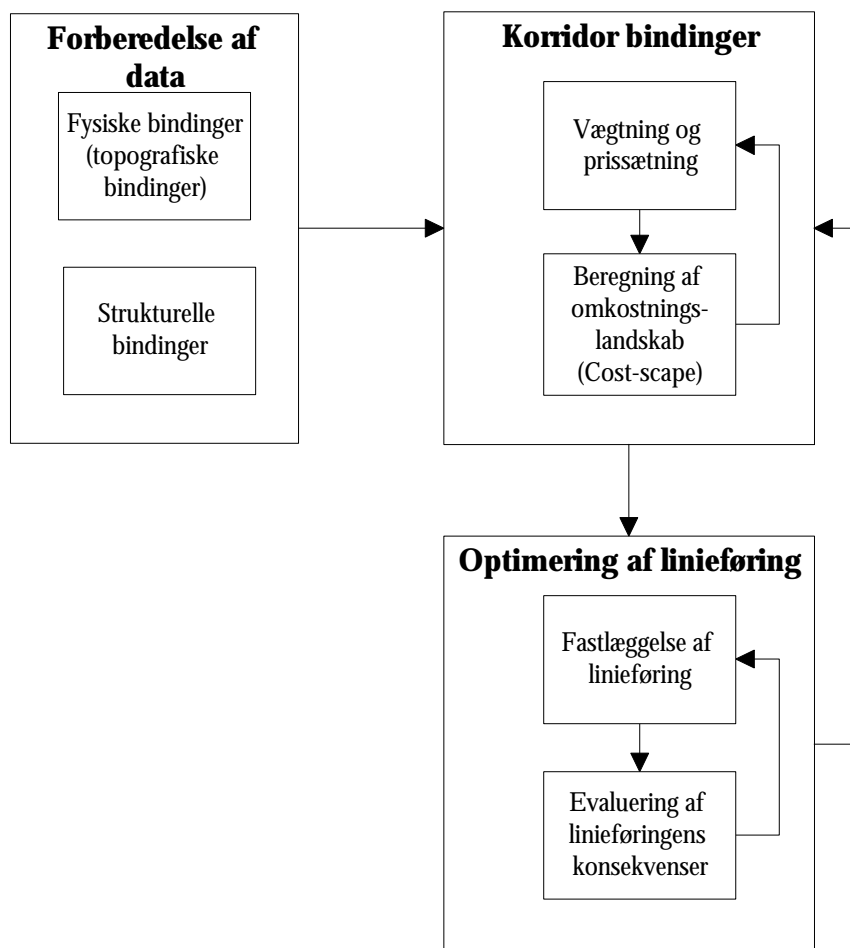 Forberedelse af
data
Fysiske bindinger
(topografiske
bindinger)
Strukturelle
bindinger
Korridor bindinger
Vægtning og
prissætning
Beregning af
omkostnings-
landskab
(Cost-scape)
Optimering af linieføring
Fastlæggelse af
linieføring
Evaluering af
linieføringens
konsekvenser